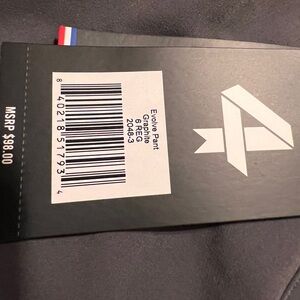 Evolve Pant
Graphite
6 REG
2048-3
8 40218 51793 4
MSRP $98.00